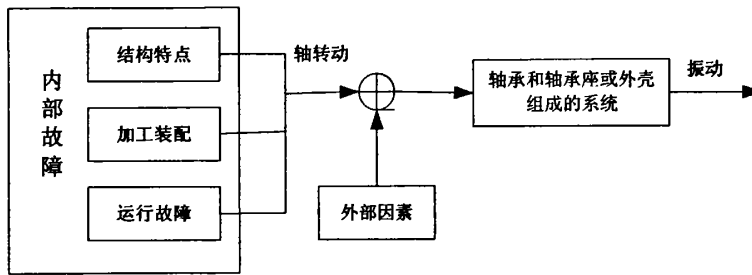 内部故障
结构特点
加工装配
运行故障
轴转动
外部因素
轴承和轴承座或外壳
组成的系统
振动